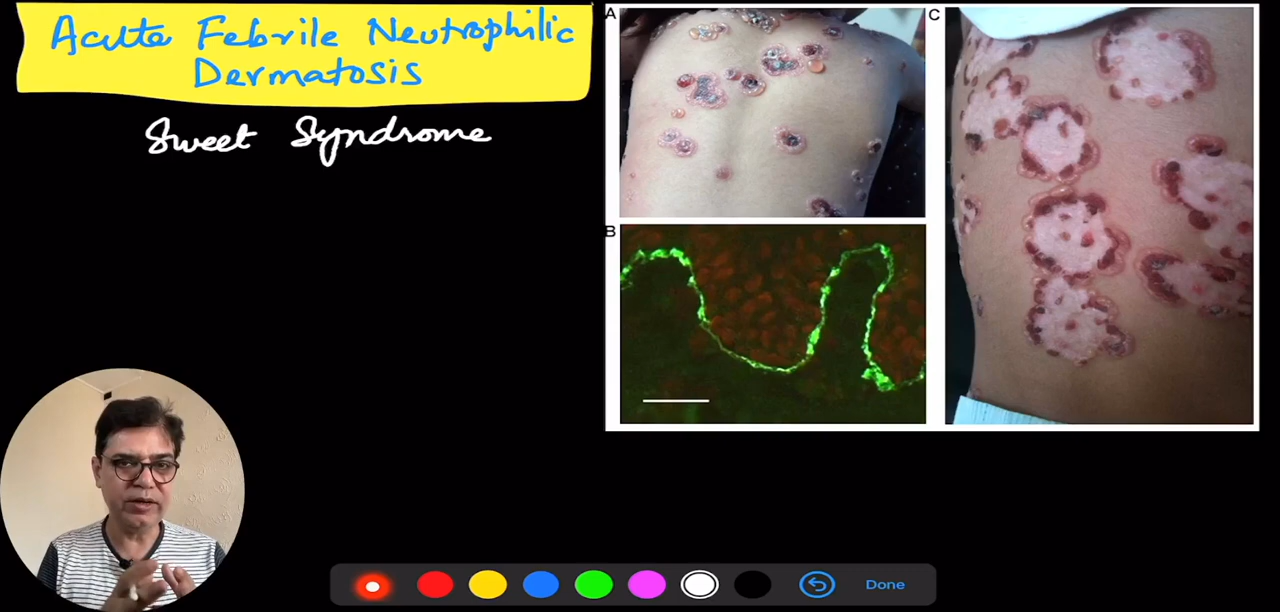 Acute Febrile Neutrophilic
Dermatosis
Sweet Syndrome
A
B
C
Done